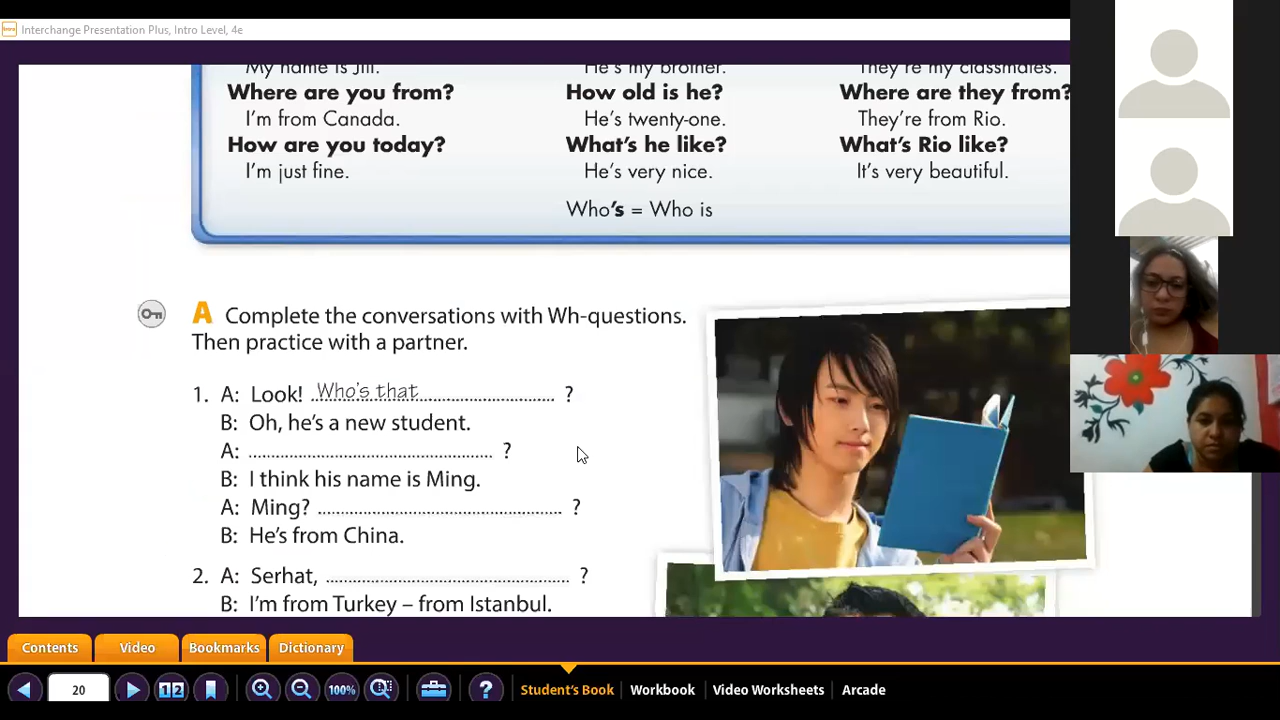 Interchange Presentation Plus, Intro Level, 4e
My name is Jill. He's my brother. They're my classmates.
Where are you from? How old is he? Where are they from?
I'm from Canada. He's twenty-one. They're from Rio.
How are you today? What's he like? What's Rio like?
I'm just fine. He's very nice. It's very beautiful.
Who's = Who is
A Complete the conversations with Wh-questions.
Then practice with a partner.
1. A: Look! Who's that ?
B: Oh, he's a new student.
A: ?
B: I think his name is Ming.
A: Ming? ?
B: He's from China.
2. A: Serhat, ?
B: I'm from Turkey – from Istanbul.
Contents Video Bookmarks Dictionary
20 12 100% ? Student's Book Workbook Video Worksheets Arcade